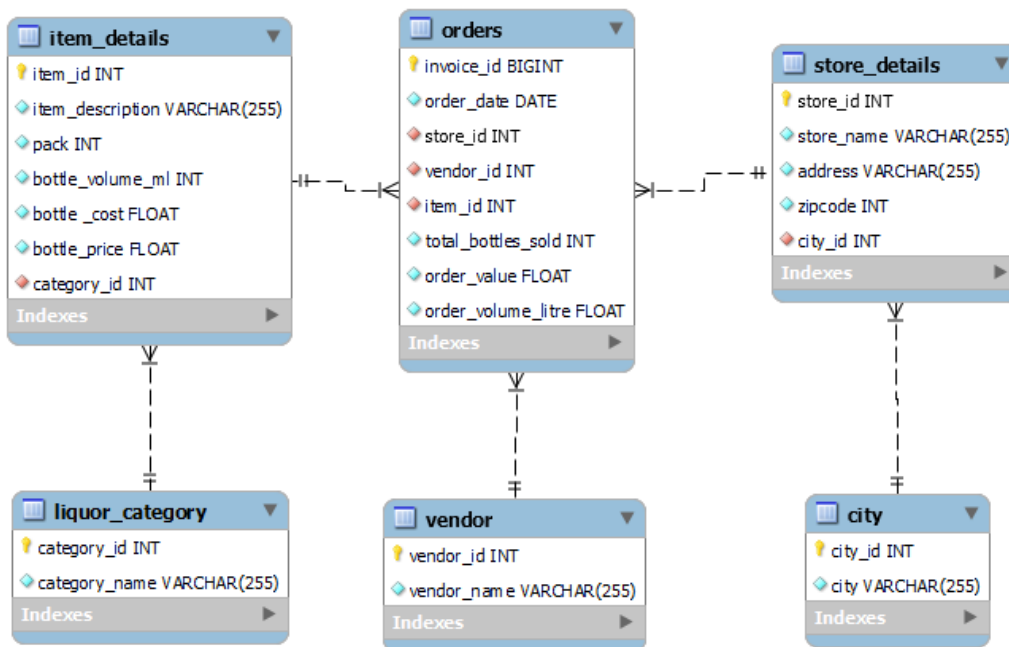 item_details
item_id INT
item_description VARCHAR(255)
pack INT
bottle_volume_ml INT
bottle _cost FLOAT
bottle_price FLOAT
category_id INT
Indexes
orders
invoice_id BIGINT
order_date DATE
store_id INT
vendor_id INT
item_id INT
total_bottles_sold INT
order_value FLOAT
order_volume_litre FLOAT
Indexes
store_details
store_id INT
store_name VARCHAR(255)
address VARCHAR(255)
zipcode INT
city_id INT
Indexes
liquor_category
category_id INT
category_name VARCHAR(255)
Indexes
vendor
vendor_id INT
vendor_name VARCHAR(255)
Indexes
city
city_id INT
city VARCHAR(255)
Indexes